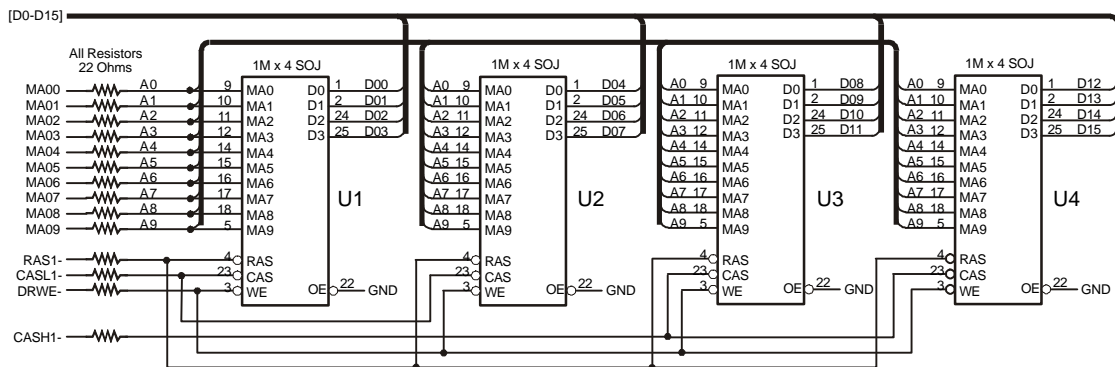 [D0-D15]
All Resistors
22 Ohms
1M x 4 SOJ
1M x 4 SOJ
1M x 4 SOJ
1M x 4 SOJ
MA00 A0 9 MA0 D0 1 D00
MA01 A1 10 MA1 D1 2 D01
MA02 A2 11 MA2 D2 24 D02
MA03 A3 12 MA3 D3 25 D03
MA04 A4 14 MA4
MA05 A5 15 MA5
MA06 A6 16 MA6
MA07 A7 17 MA7
MA08 A8 18 MA8
MA09 A9 5 MA9
U1
RAS1- 4 RAS
CASL1- 23 CAS
DRWE- 3 WE OE 22 GND
CASH1-
A0 9 MA0 D0 1 D04
A1 10 MA1 D1 2 D05
A2 11 MA2 D2 24 D06
A3 12 MA3 D3 25 D07
A4 14 MA4
A5 15 MA5
A6 16 MA6
A7 17 MA7
A8 18 MA8
A9 5 MA9
U2
4 RAS
23 CAS
3 WE OE 22 GND
A0 9 MA0 D0 1 D08
A1 10 MA1 D1 2 D09
A2 11 MA2 D2 24 D10
A3 12 MA3 D3 25 D11
A4 14 MA4
A5 15 MA5
A6 16 MA6
A7 17 MA7
A8 18 MA8
A9 5 MA9
U3
4 RAS
23 CAS
3 WE OE 22 GND
A0 9 MA0 D0 1 D12
A1 10 MA1 D1 2 D13
A2 11 MA2 D2 24 D14
A3 12 MA3 D3 25 D15
A4 14 MA4
A5 15 MA5
A6 16 MA6
A7 17 MA7
A8 18 MA8
A9 5 MA9
U4
4 RAS
23 CAS
3 WE OE 22 GND